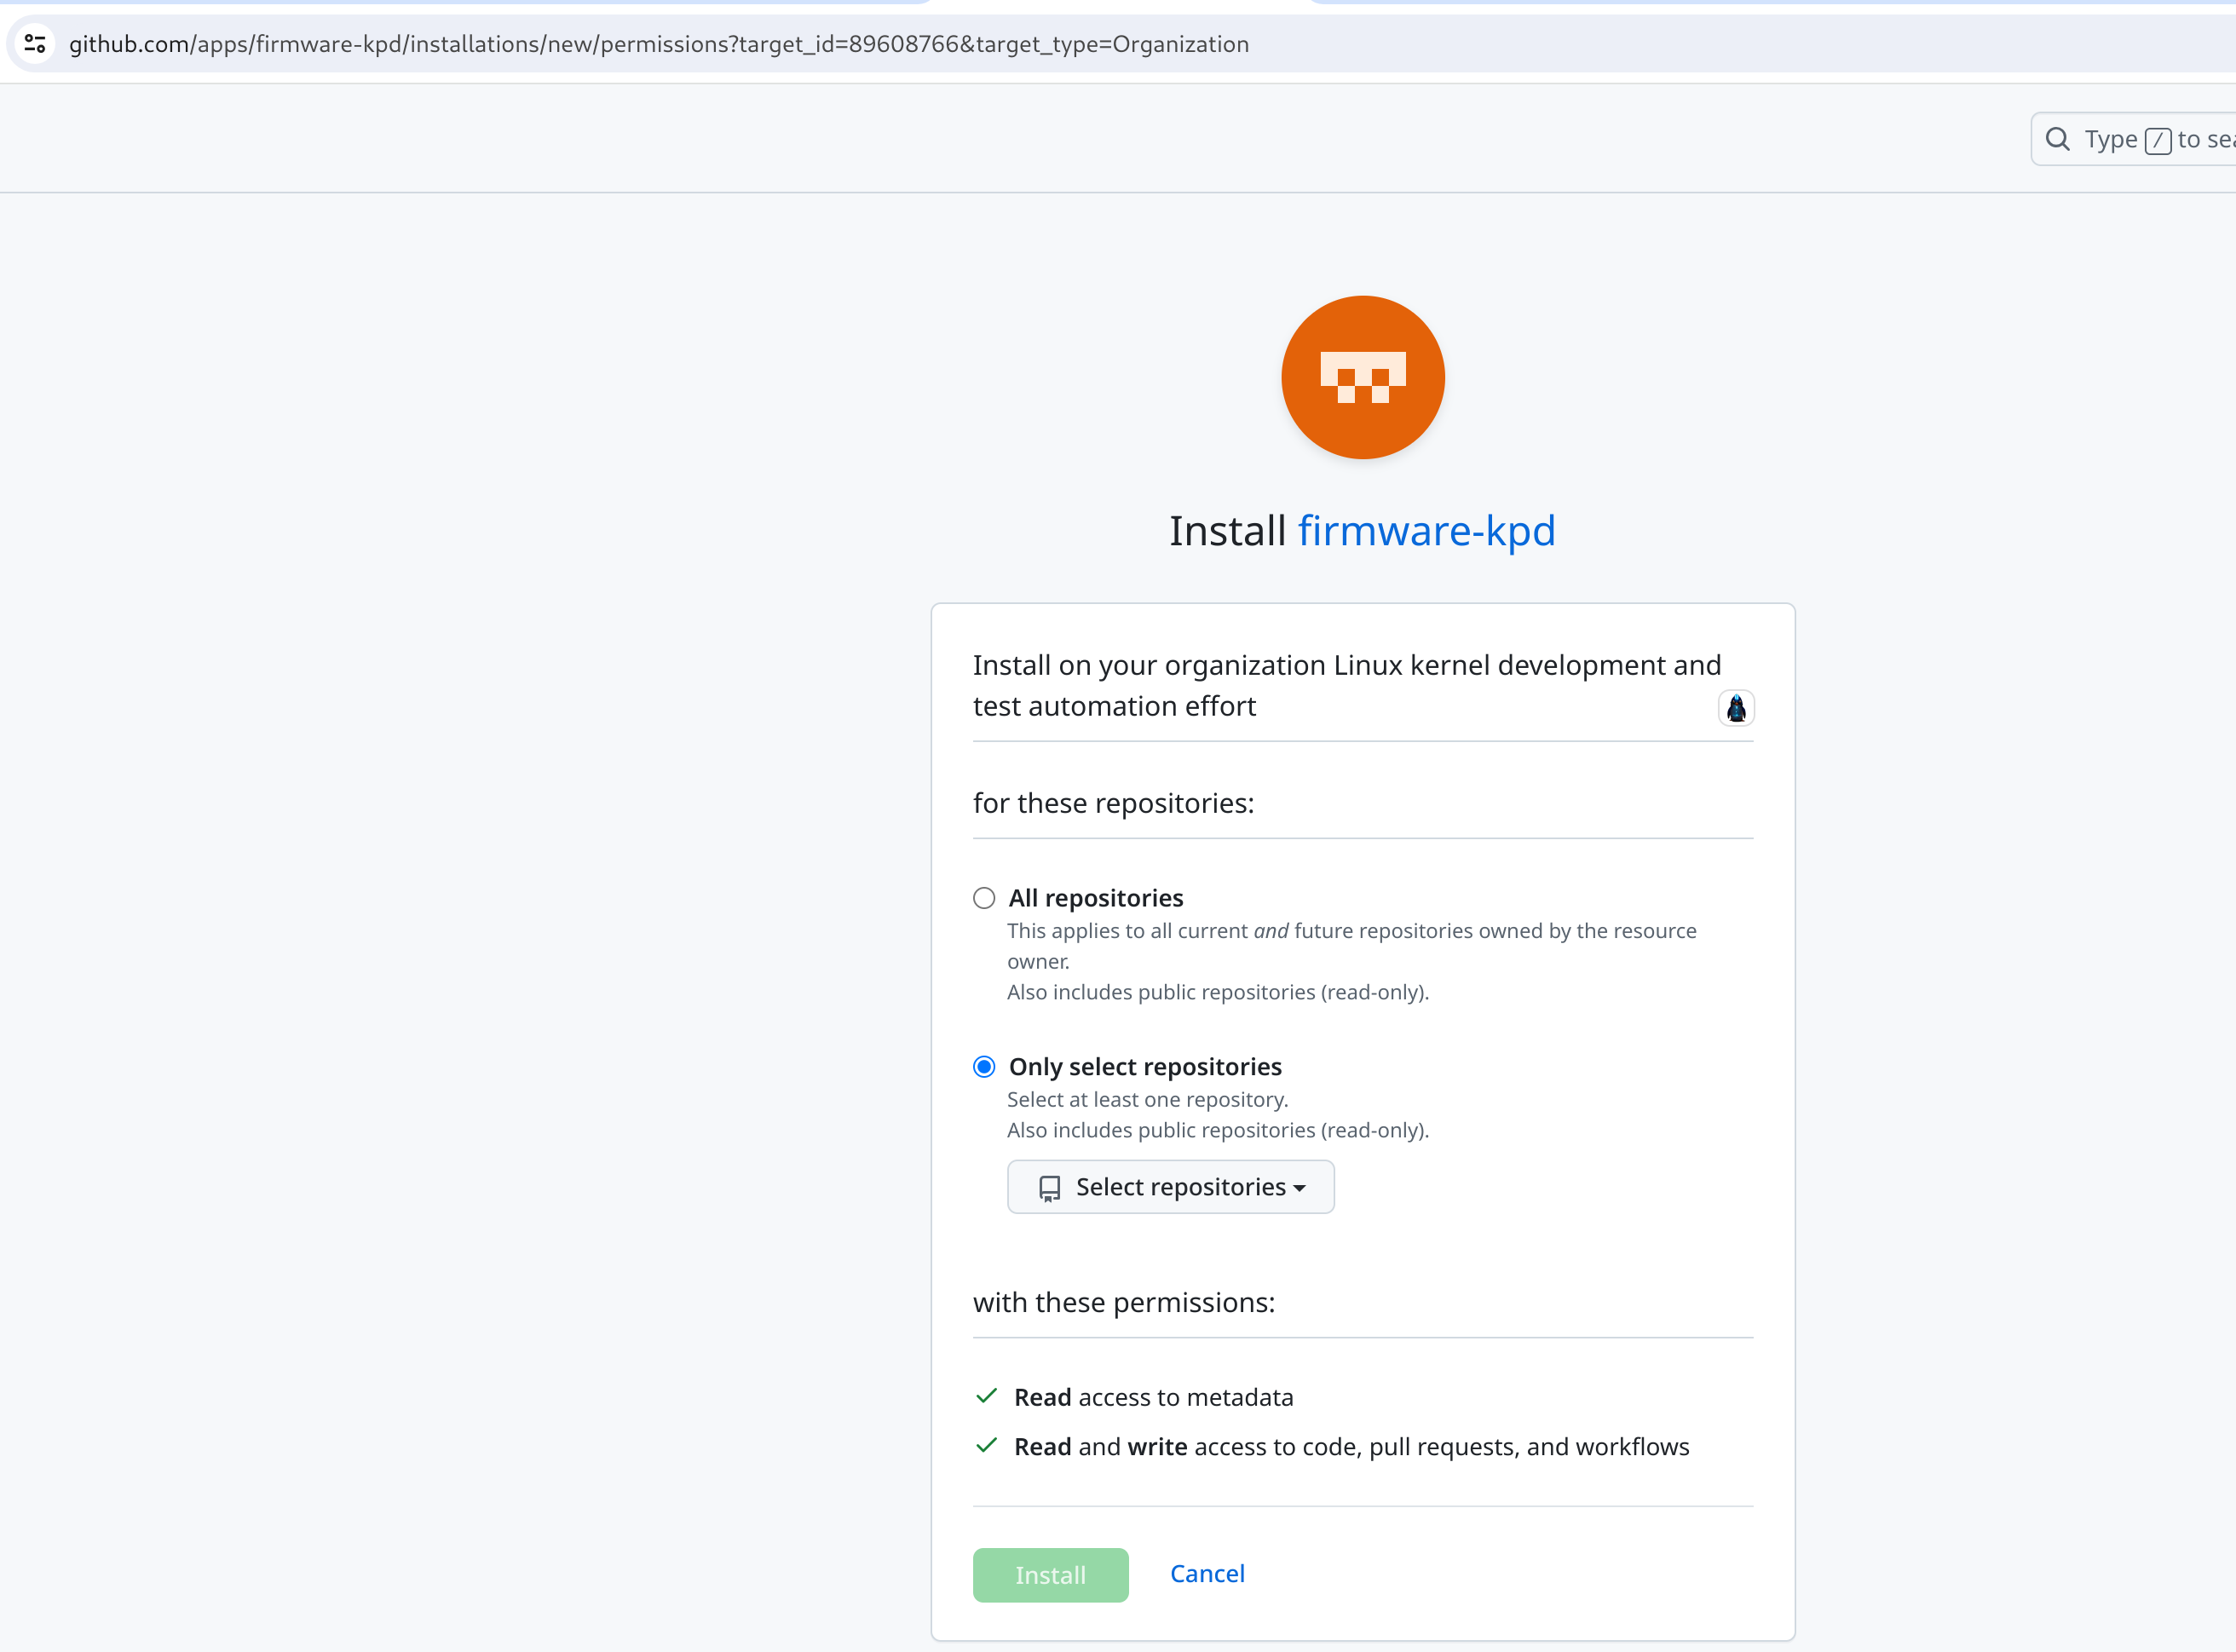 github.com/apps/firmware-kpd/installations/new/permissions?target_id=89608766&target_type=Organization
Type / to
Install firmware-kpd
Install on your organization Linux kernel development and
test automation effort
for these repositories:
All repositories
This applies to all current and future repositories owned by the resource
owner.
Also includes public repositories (read-only).
Only select repositories
Select at least one repository.
Also includes public repositories (read-only).
Select repositories
with these permissions:
Read access to metadata
Read and write access to code, pull requests, and workflows
Install Cancel